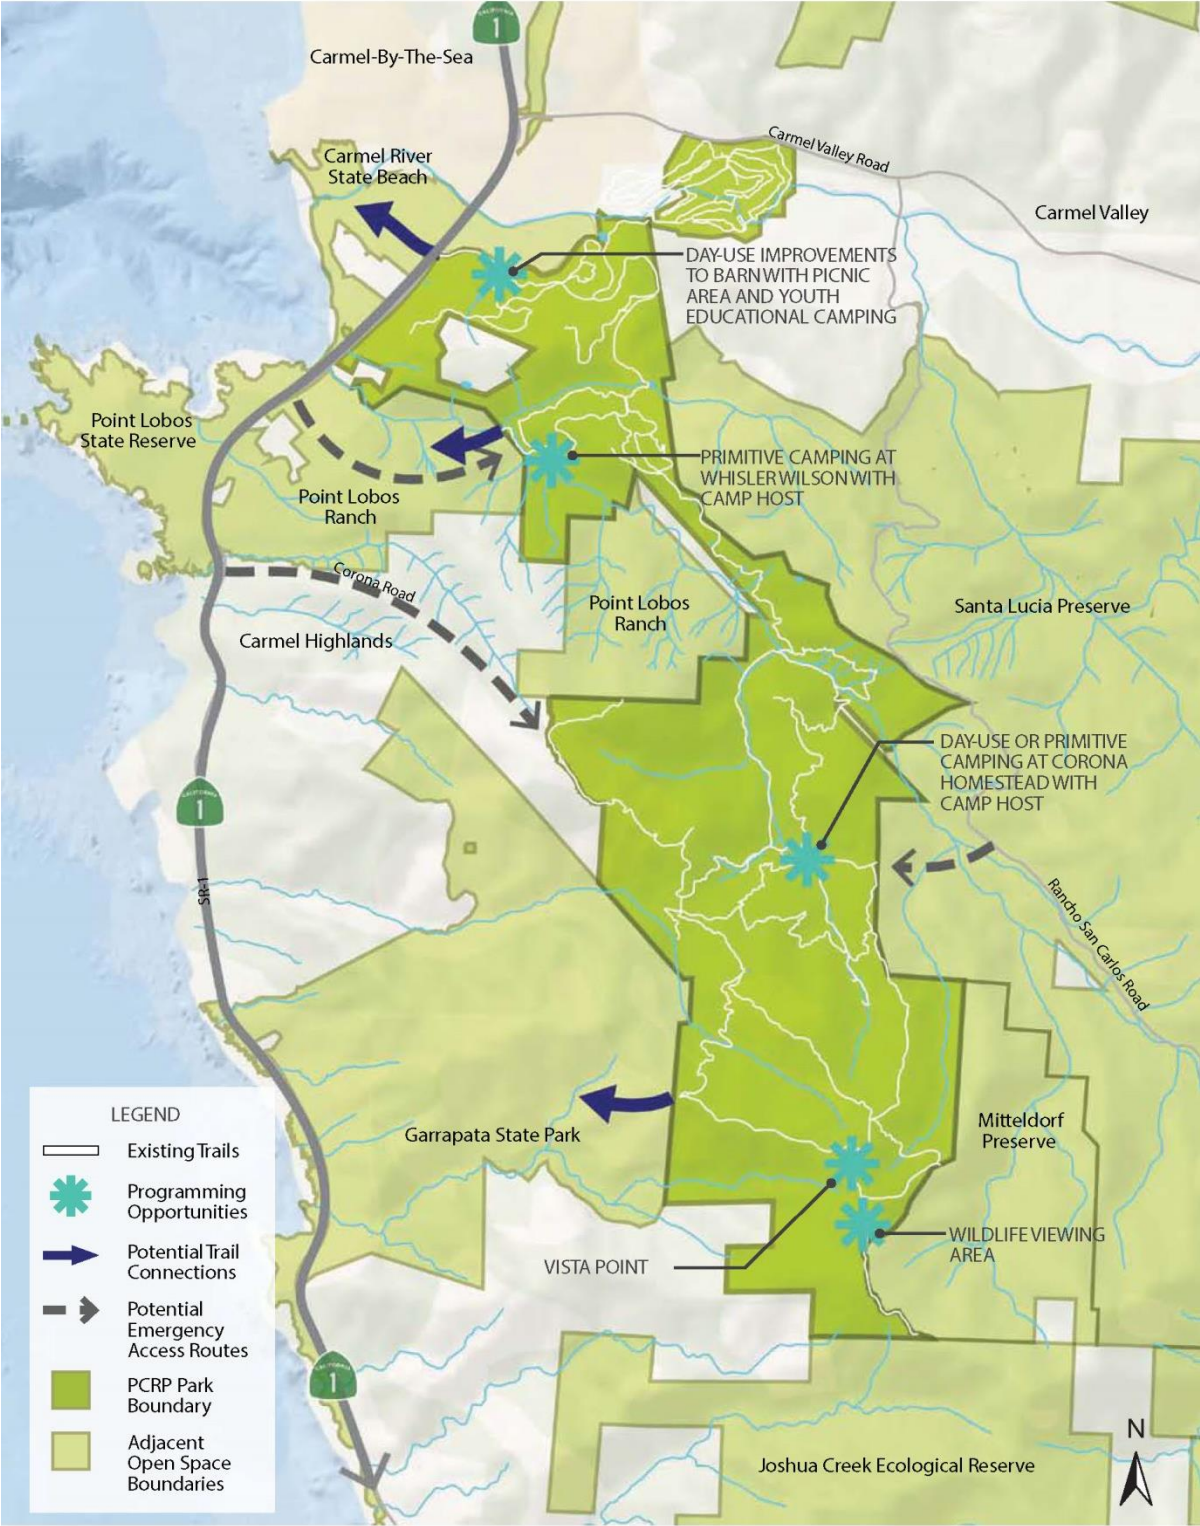 CALIFORNIA
1
Carmel-By-The-Sea
Carmel Valley Road
Carmel River
State Beach
Carmel Valley
DAY-USE IMPROVEMENTS
TO BARN WITH PICNIC
AREA AND YOUTH
EDUCATIONAL CAMPING
Point Lobos
State Reserve
PRIMITIVE CAMPING AT
WHISLER WILSON WITH
CAMP HOST
Point Lobos
Ranch
Corona Road
Point Lobos
Ranch
Santa Lucia Preserve
Carmel Highlands
DAY-USE OR PRIMITIVE
CAMPING AT CORONA
HOMESTEAD WITH
CAMP HOST
CALIFORNIA
1
SR-1
Rancho San Carlos Road
Garrapata State Park
Mitteldorf
Preserve
WILDLIFE VIEWING
AREA
VISTA POINT
CALIFORNIA
1
LEGEND
Existing Trails
Programming
Opportunities
Potential Trail
Connections
Potential
Emergency
Access Routes
PCRP Park
Boundary
Adjacent
Open Space
Boundaries
Joshua Creek Ecological Reserve
N